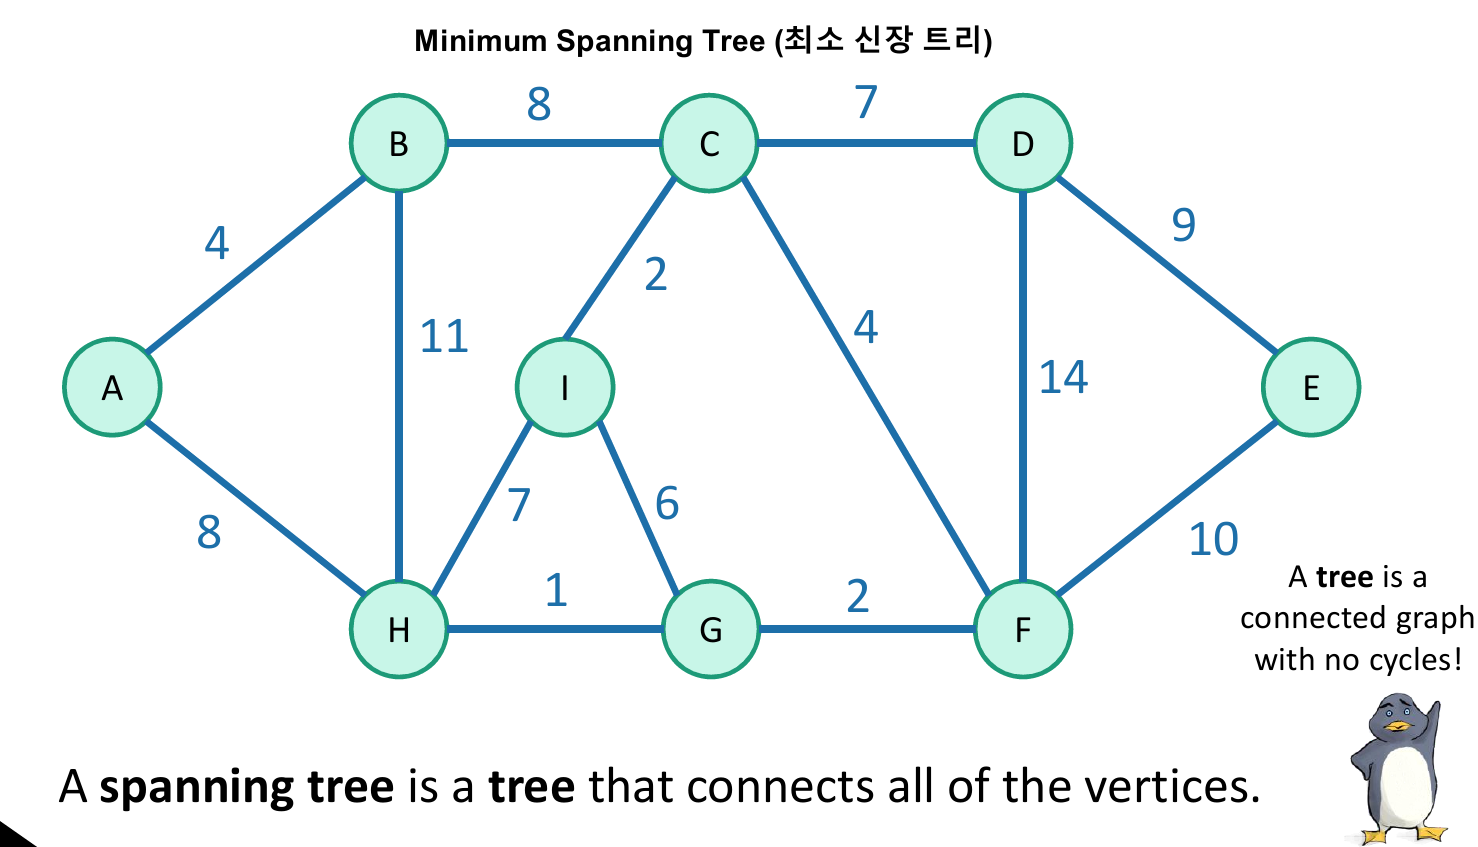 Minimum Spanning Tree (최소 신장 트리)
8
7
B
C
D
4
9
2
11
4
A
I
14
E
7
6
8
10
1
2
H
G
F
A tree is a
connected graph
with no cycles!
A spanning tree is a tree that connects all of the vertices.